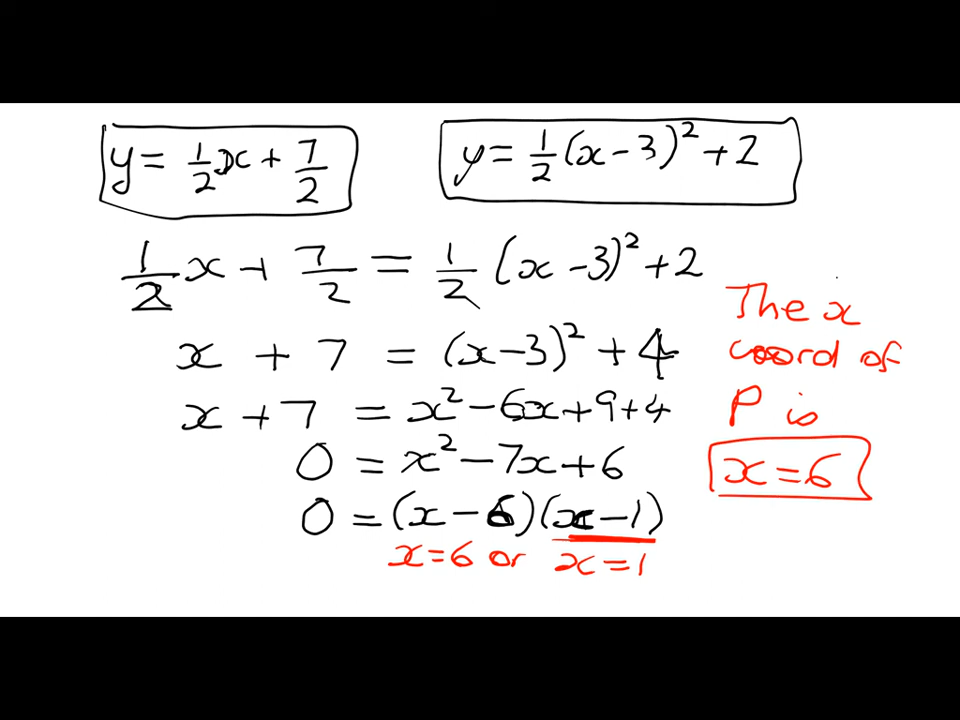 y = 1/2 x + 7/2
y = 1/2 (x - 3)² + 2
1/2 x + 7/2 = 1/2 (x - 3)² + 2
x + 7 = (x - 3)² + 4
x + 7 = x² - 6x + 9 + 4
0 = x² - 7x + 6
0 = (x - 6)(x - 1)
x = 6 or x = 1
The x
coord of
P is
x = 6